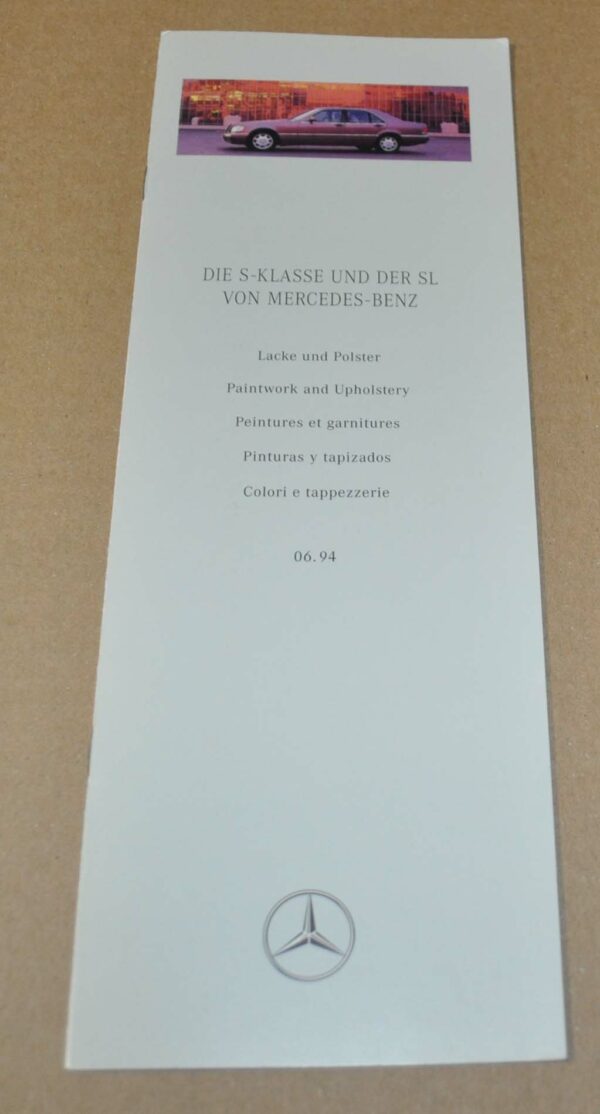 DIE S-KLASSE UND DER SL
VON MERCEDES-BENZ
Lacke und Polster
Paintwork and Upholstery
Peintures et garnitures
Pinturas y tapizados
Colori e tappezzerie
06.94